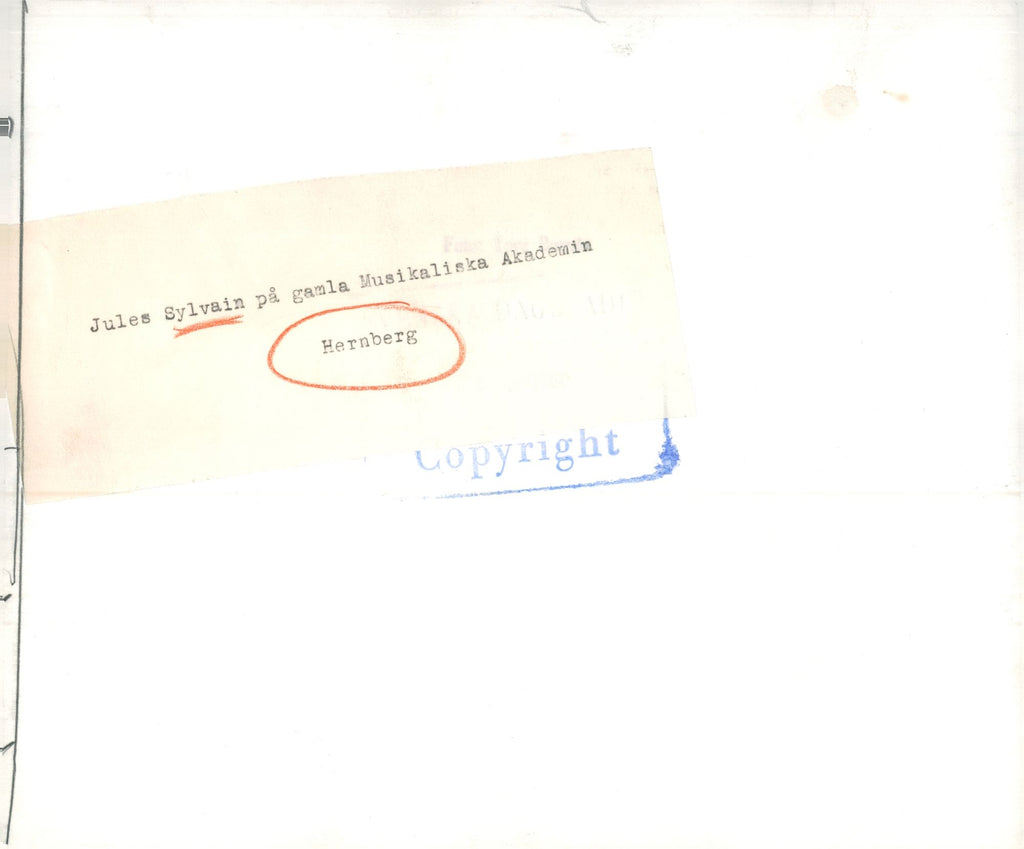 Jules Sylvain på gamla Musikaliska Akademin
Hernberg
Copyright